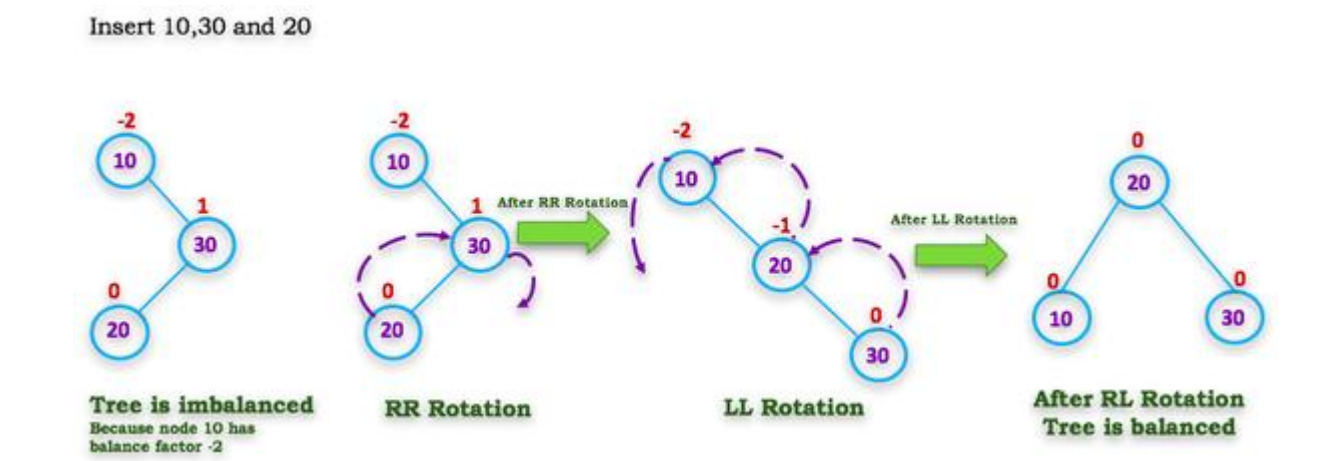 Insert 10,30 and 20
-2
10
1
30
0
20
Tree is imbalanced
Because node 10 has
balance factor -2
-2
10
1
30
0
20
RR Rotation
After RR Rotation
-2
10
-1
20
0
30
LL Rotation
After LL Rotation
0
20
0
10
0
30
After RL Rotation
Tree is balanced